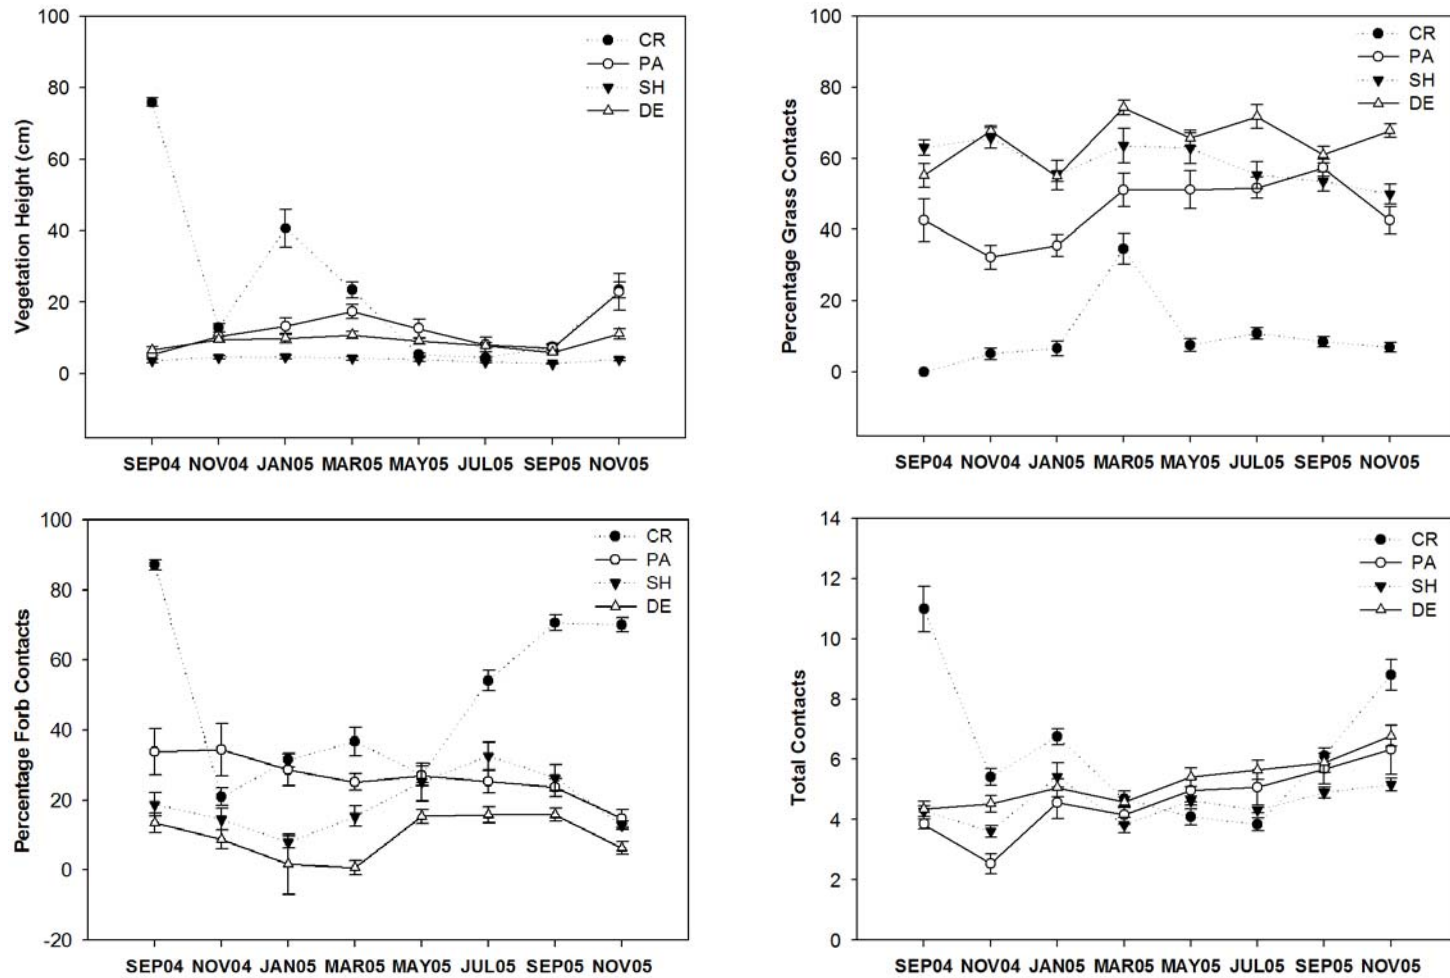 Vegetation Height (cm)
100
80
60
40
20
0
CR
PA
SH
DE
SEP04 NOV04 JAN05 MAR05 MAY05 JUL05 SEP05 NOV05
Percentage Grass Contacts
100
80
60
40
20
0
CR
PA
SH
DE
SEP04 NOV04 JAN05 MAR05 MAY05 JUL05 SEP05 NOV05
Percentage Forb Contacts
100
80
60
40
20
0
-20
CR
PA
SH
DE
SEP04 NOV04 JAN05 MAR05 MAY05 JUL05 SEP05 NOV05
Total Contacts
14
12
10
8
6
4
2
0
CR
PA
SH
DE
SEP04 NOV04 JAN05 MAR05 MAY05 JUL05 SEP05 NOV05